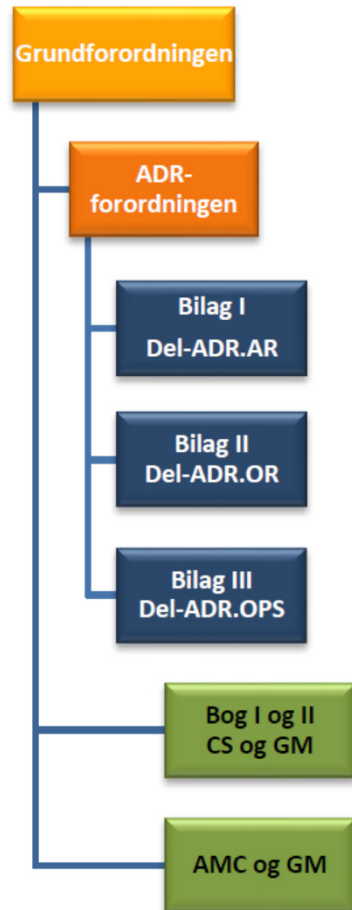 Grundforordningen
ADR-
forordningen
Bilag I
Del-ADR.AR
Bilag II
Del-ADR.OR
Bilag III
Del-ADR.OPS
Bog I og II
CS og GM
AMC og GM